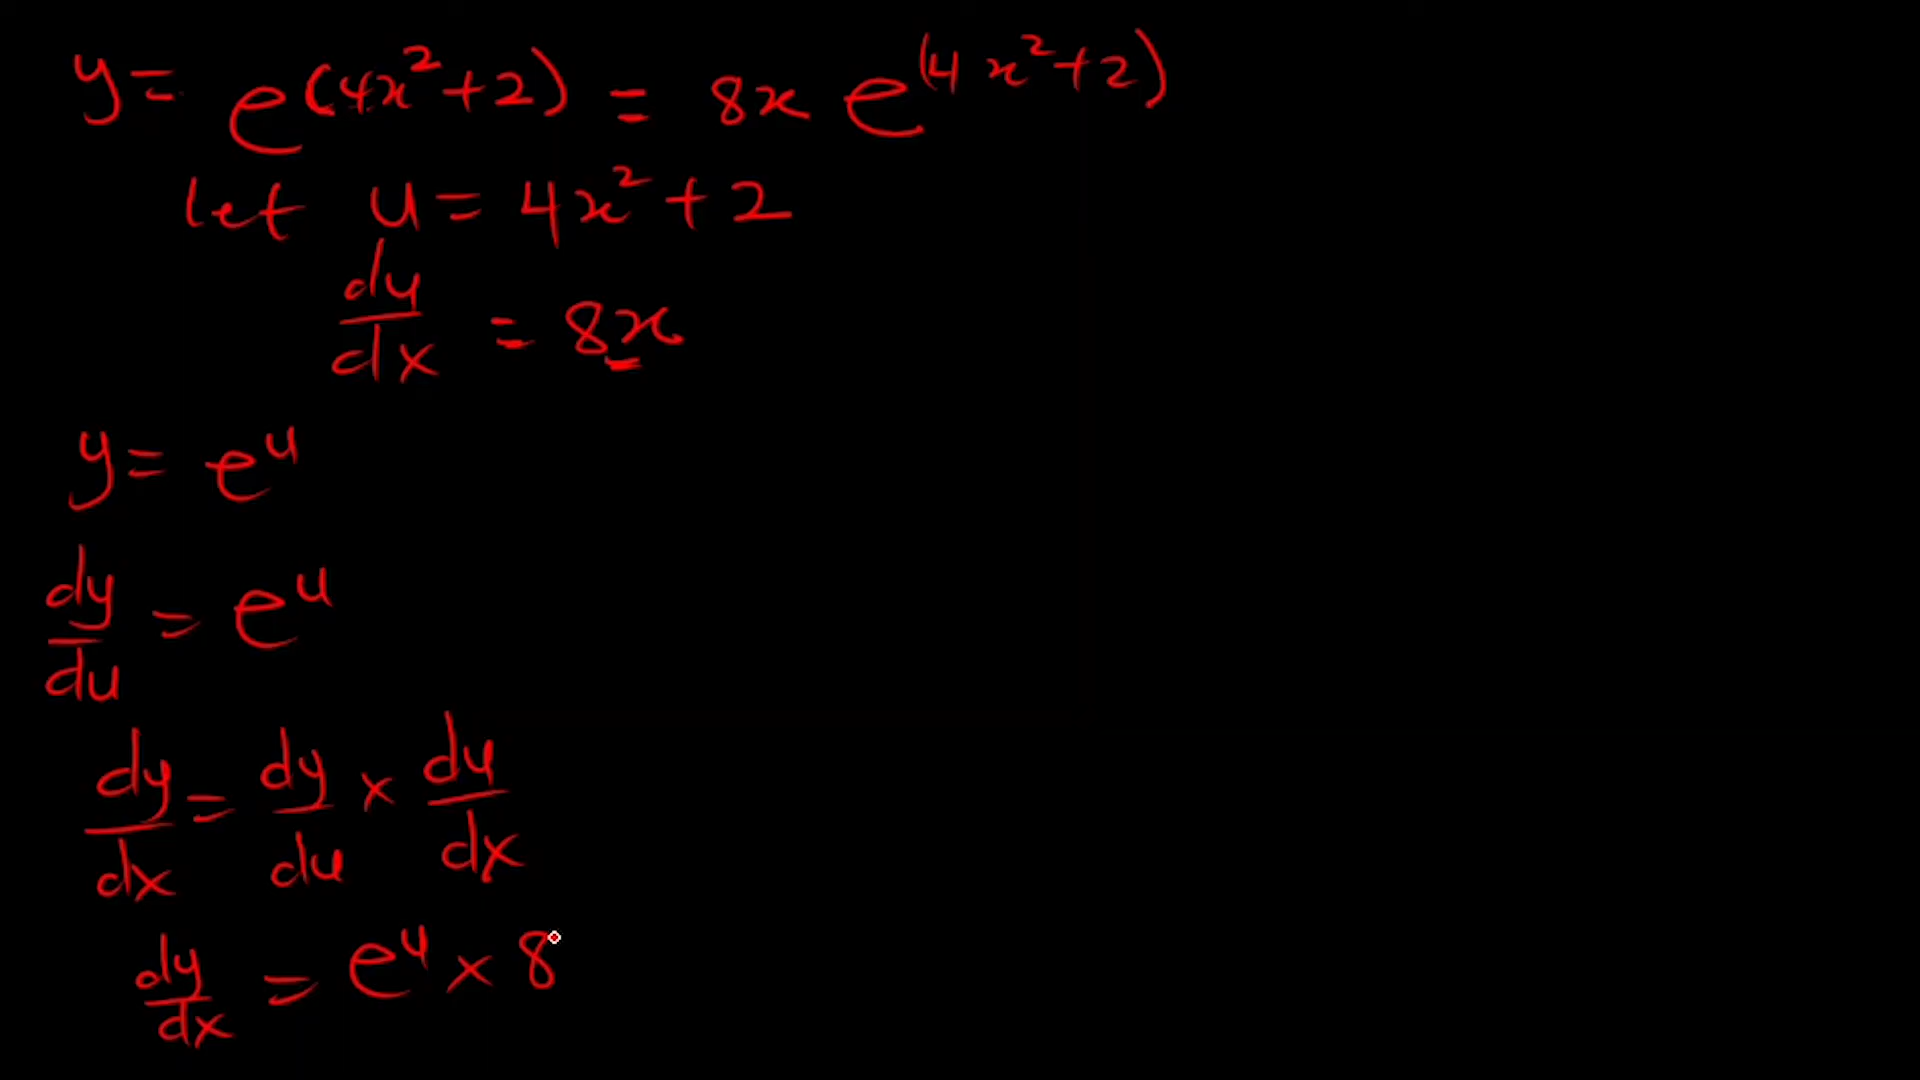 y = e^(4x²+2) = 8x e^(4x²+2)
let u = 4x² + 2
du/dx = 8x
y = e^u
dy/du = e^u
dy/dx = dy/du × du/dx
dy/dx = e^u × 8